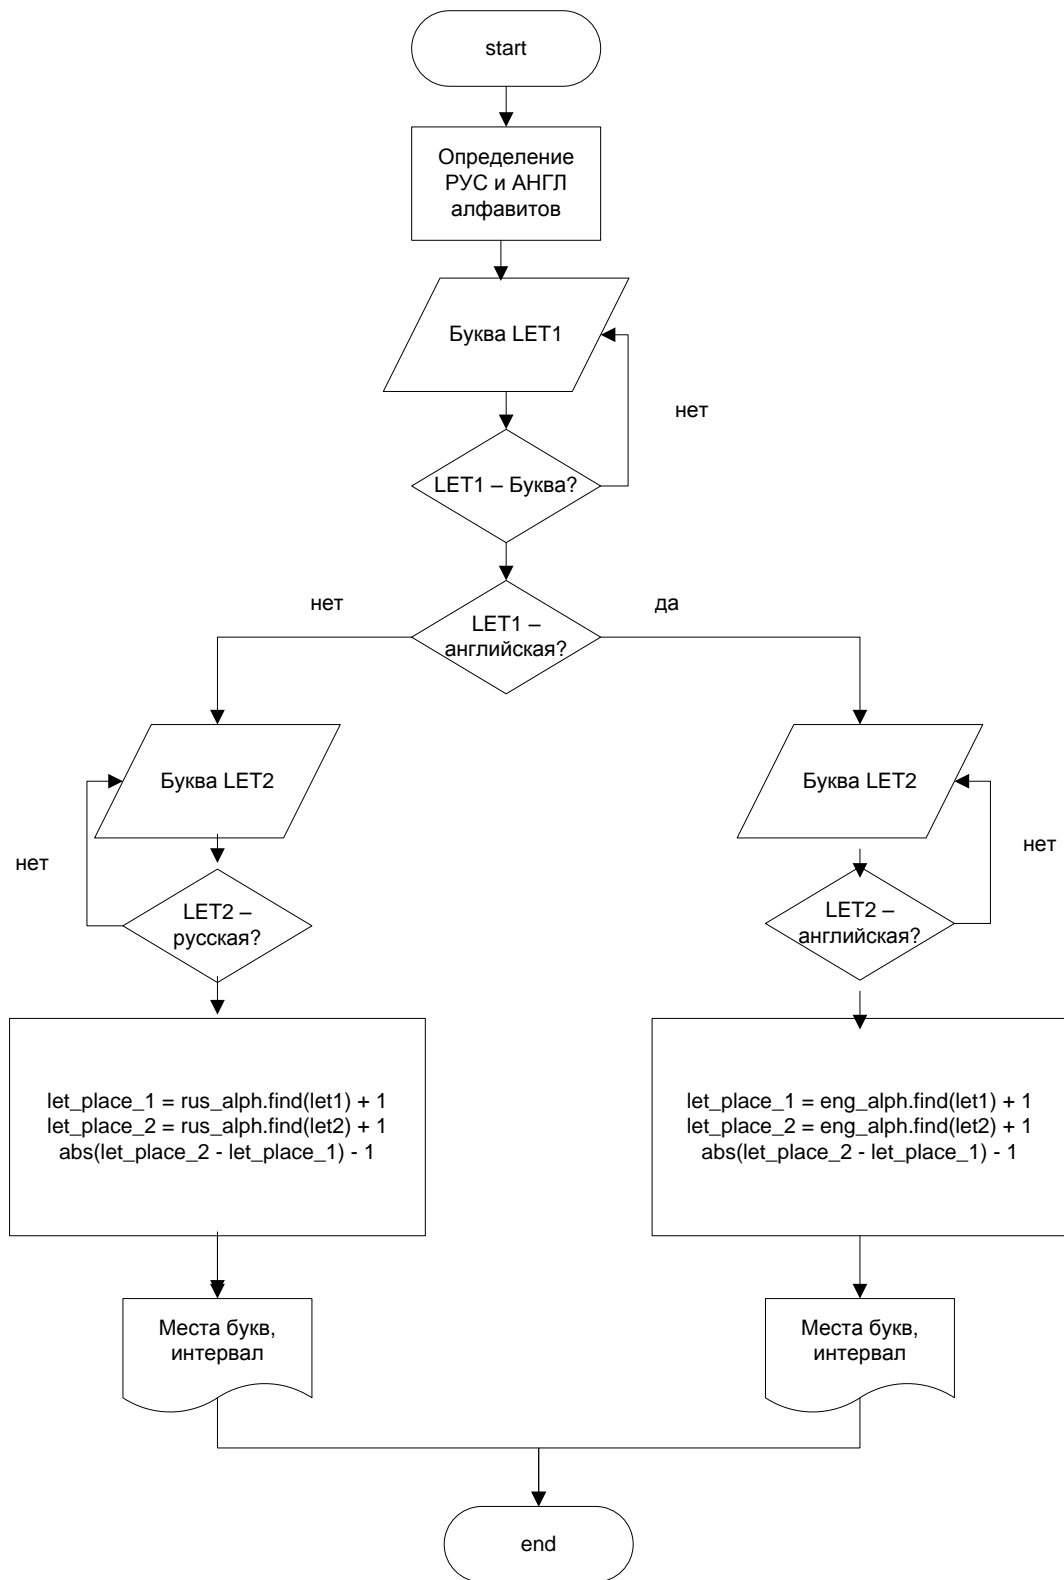 start
Определение
РУС и АНГЛ
алфавитов
Буква LET1
нет
LET1 – Буква?
нет
да
LET1 –
английская?
Буква LET2
Буква LET2
нет
нет
LET2 –
русская?
LET2 –
английская?
let_place_1 = rus_alph.find(let1) + 1
let_place_2 = rus_alph.find(let2) + 1
abs(let_place_2 - let_place_1) - 1
let_place_1 = eng_alph.find(let1) + 1
let_place_2 = eng_alph.find(let2) + 1
abs(let_place_2 - let_place_1) - 1
Места букв,
интервал
Места букв,
интервал
end